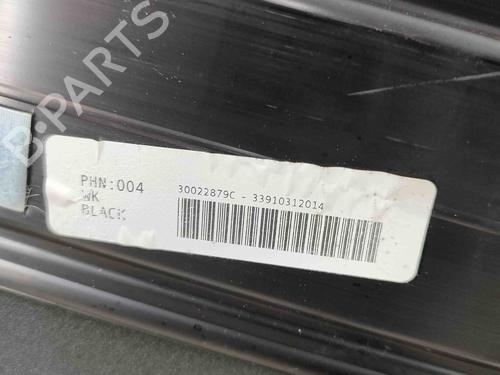 B-PARTS
PHN:004
WK
BLACK
30022879C - 33910312014